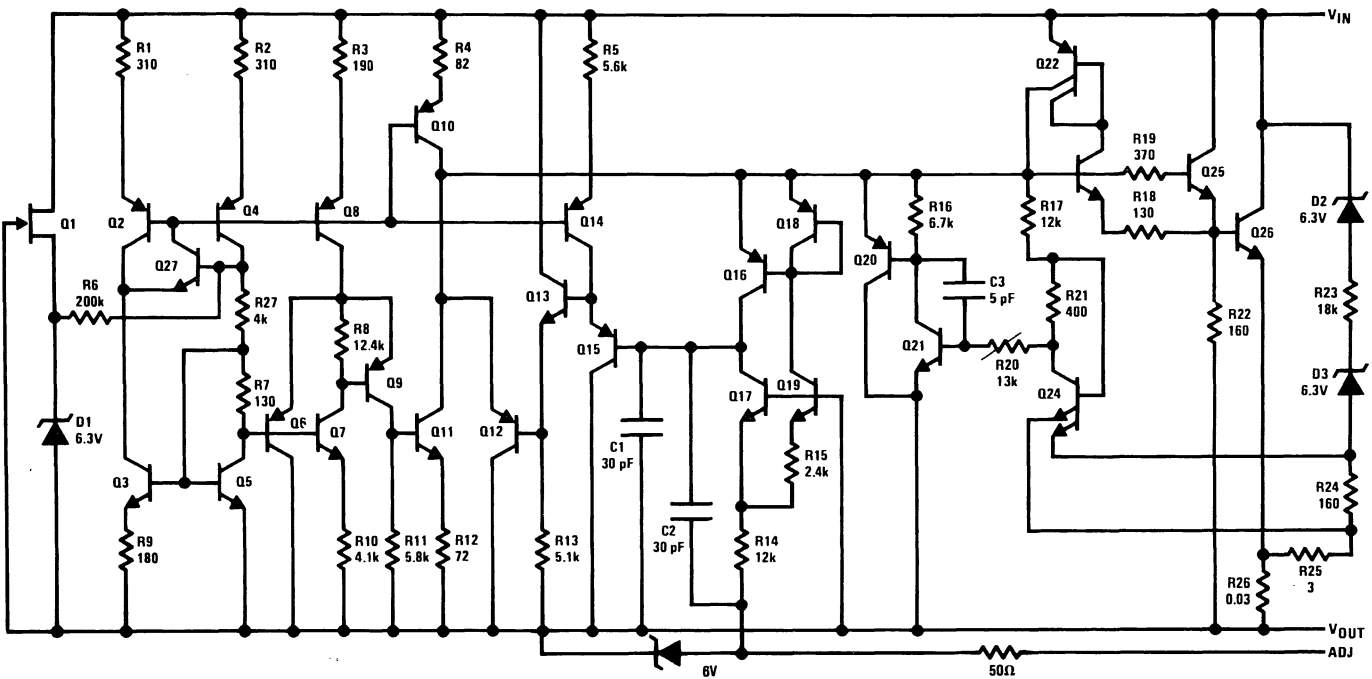 VIN
R1
310
R2
310
R3
190
R4
82
R5
5.6k
Q22
Q10
R19
370
Q25
Q1
Q2
Q4
Q8
Q14
Q18
R16
6.7k
R17
12k
R18
130
Q26
D2
6.3V
Q27
R6
200k
R27
4k
Q13
Q16
Q20
C3
5 pF
R21
400
R23
18k
R8
12.4k
Q15
Q21
R22
160
R20
13k
R7
130
Q9
Q17
Q19
Q24
D3
6.3V
D1
6.3V
Q6
Q7
Q11
Q12
C1
30 pF
R15
2.4k
Q3
Q5
R24
160
C2
30 pF
R9
180
R10
4.1k
R11
5.8k
R12
72
R13
5.1k
R14
12k
R26
0.03
R25
3
VOUT
ADJ
6V
50Ω